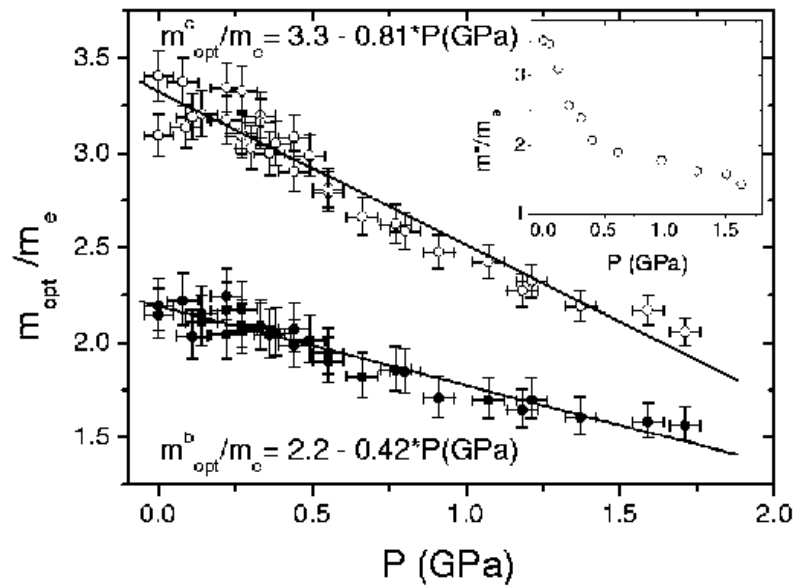 m^c_opt/m_e = 3.3 - 0.81*P(GPa)
3.5
3.0
2.5
2.0
1.5
m_opt/m_e
3
2
1
m*/m_e
0.0 0.5 1.0 1.5
P (GPa)
m^b_opt/m_e = 2.2 - 0.42*P(GPa)
0.0 0.5 1.0 1.5 2.0
P (GPa)